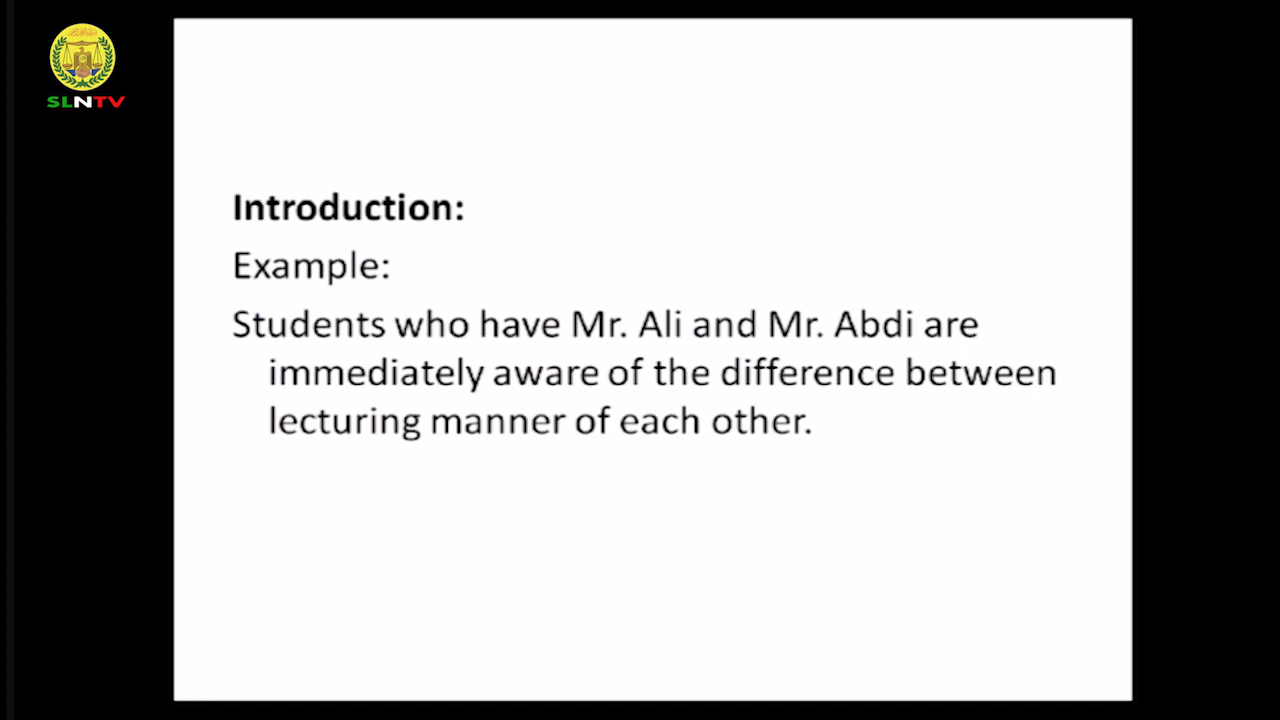 SLNTV
Introduction:
Example:
Students who have Mr. Ali and Mr. Abdi are
immediately aware of the difference between
lecturing manner of each other.